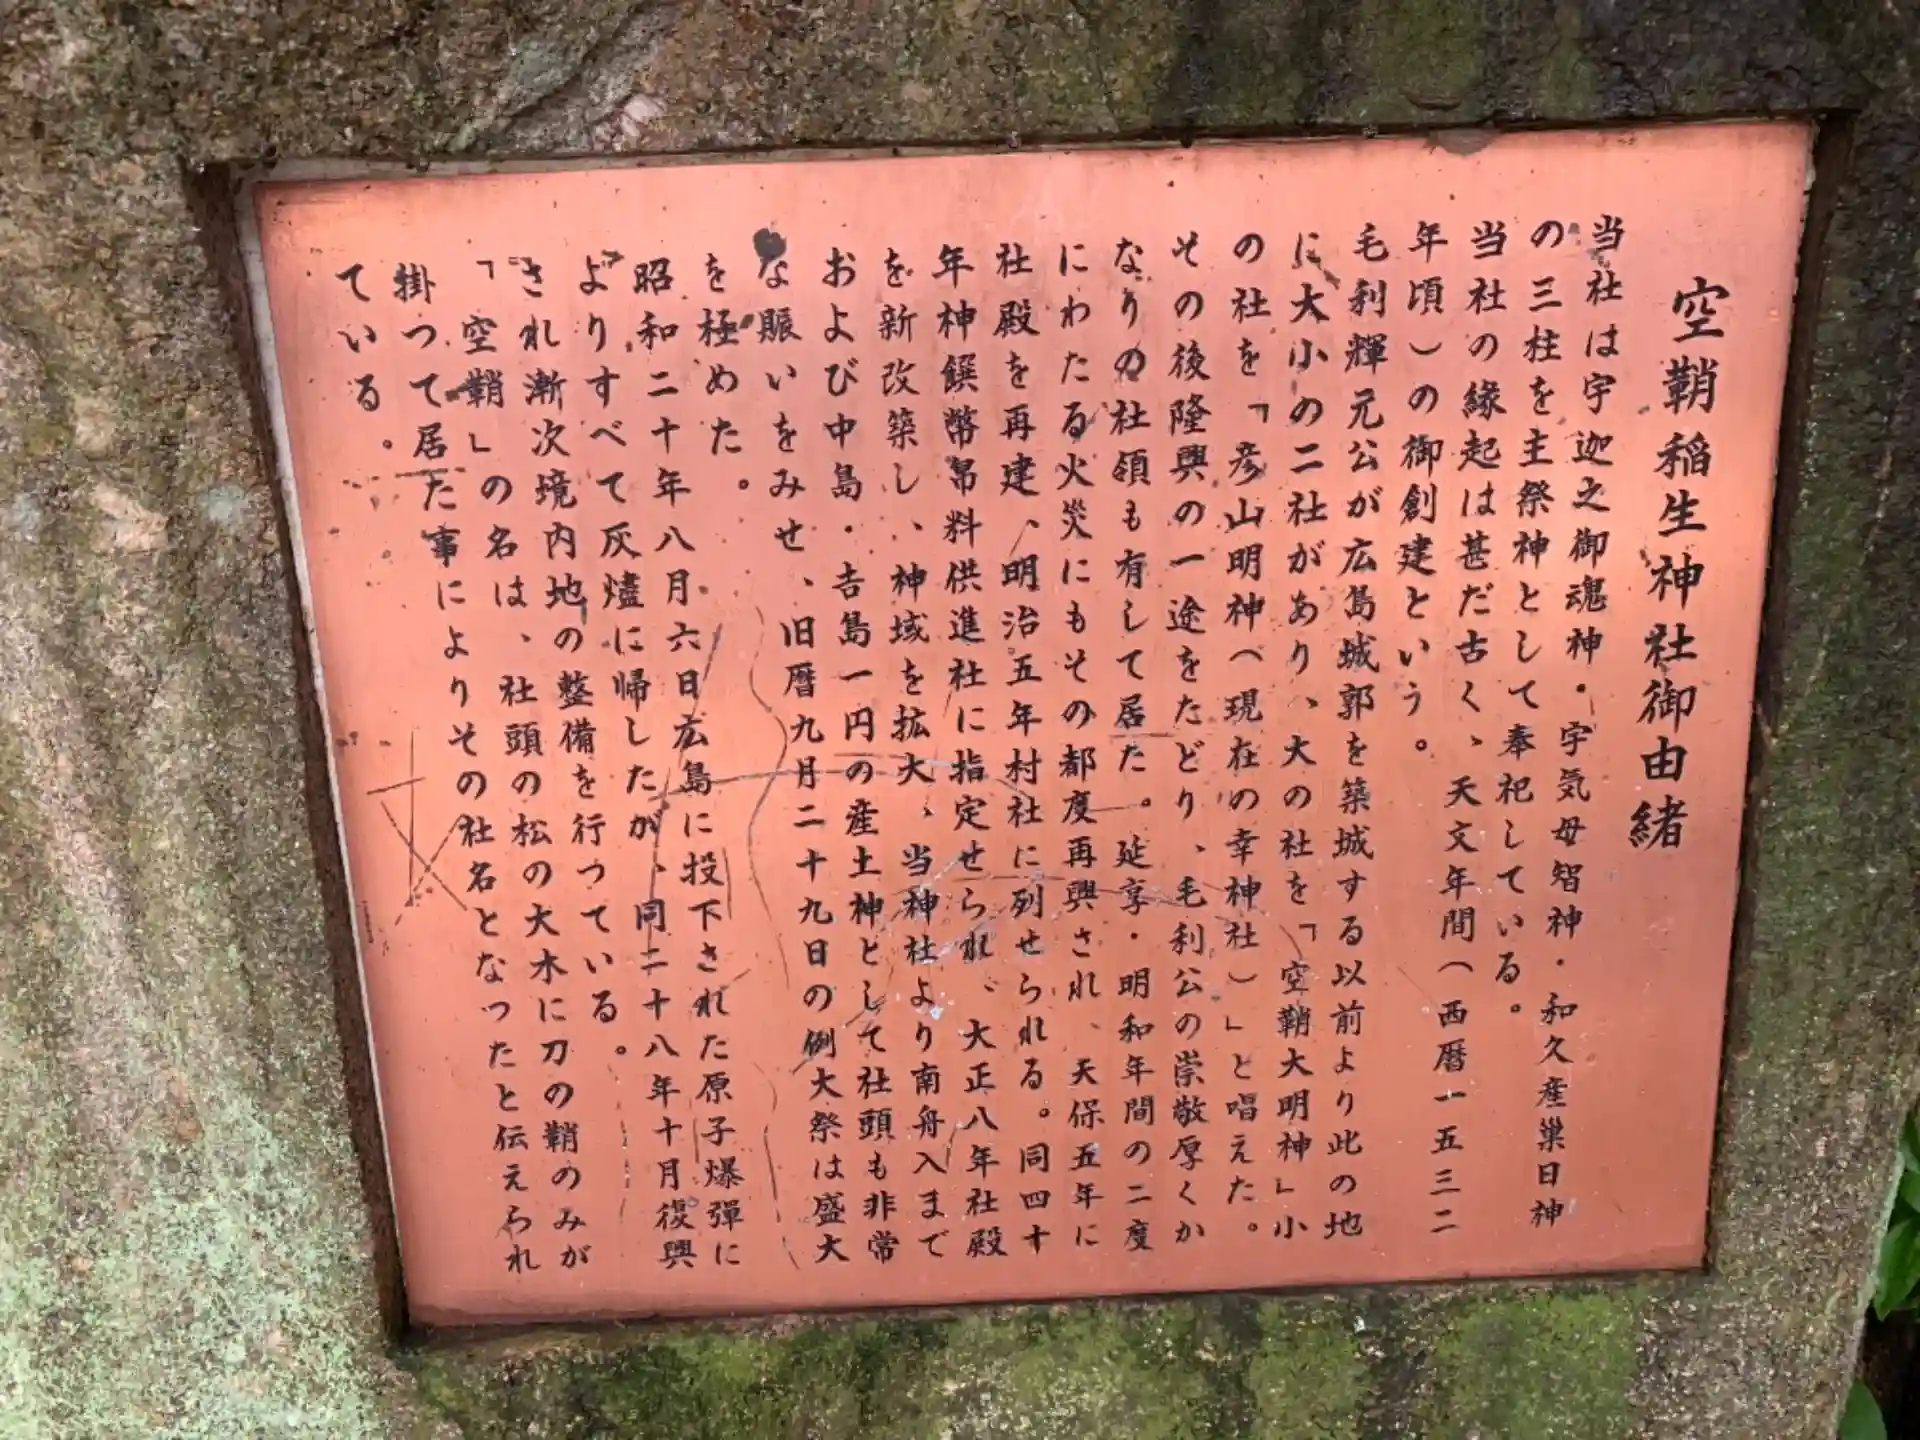 空鞘稲生神社御由緒
当社は宇迦之御魂神・宇気母智神・和久産巣日神
の三柱を主祭神として奉祀している。
当社の縁起は甚だ古く、天文年間（西暦一五三二
年頃）の御創建という。
毛利輝元公が広島城郭を築城する以前より此の地
に大小の二社があり、大の社を「空鞘大明神」小
の社を「彦山明神（現在の幸神社）」と唱えた。
その後隆興の一途をたどり、毛利公の崇敬厚くか
なりの社領も有して居た。延享・明和年間の二度
にわたる火災にもその都度再興され、天保五年に
社殿を再建、明治五年村社に列せられる。同四十
年神饌幣帛料供進社に指定せられ、大正八年社殿
を新改築し、神域を拡大、当神社より南舟入まで
および中島・吉島一円の産土神として社頭も非常
な賑いをみせ、旧暦九月二十九日の例大祭は盛大
を極めた。
昭和二十年八月六日広島に投下された原子爆彈に
よりすべて灰燼に帰したが、同二十八年十月復興
され漸次境内地の整備を行つている。
「空鞘」の名は、社頭の松の大木に刀の鞘のみが
掛つて居た事によりその社名となつたと伝えられ
ている。